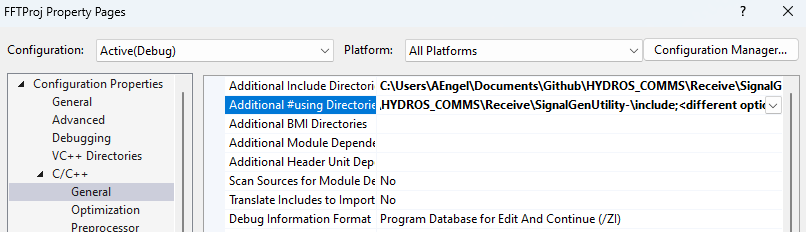 FFTProj Property Pages
?
Configuration: Active(Debug) Platform: All Platforms Configuration Manager...
Configuration Properties
General
Advanced
Debugging
VC++ Directories
C/C++
General
Optimization
Preprocessor
Additional Include Directorie C:\Users\AEngel\Documents\Github\HYDROS_COMMS\Receive\SignalG
Additional #using Directorie HYDROS_COMMS\Receive\SignalGenUtility-\include;<different optio
Additional BMI Directories
Additional Module Depende
Additional Header Unit Dep
Scan Sources for Module De No
Translate Includes to Import No
Debug Information Format Program Database for Edit And Continue (/ZI)